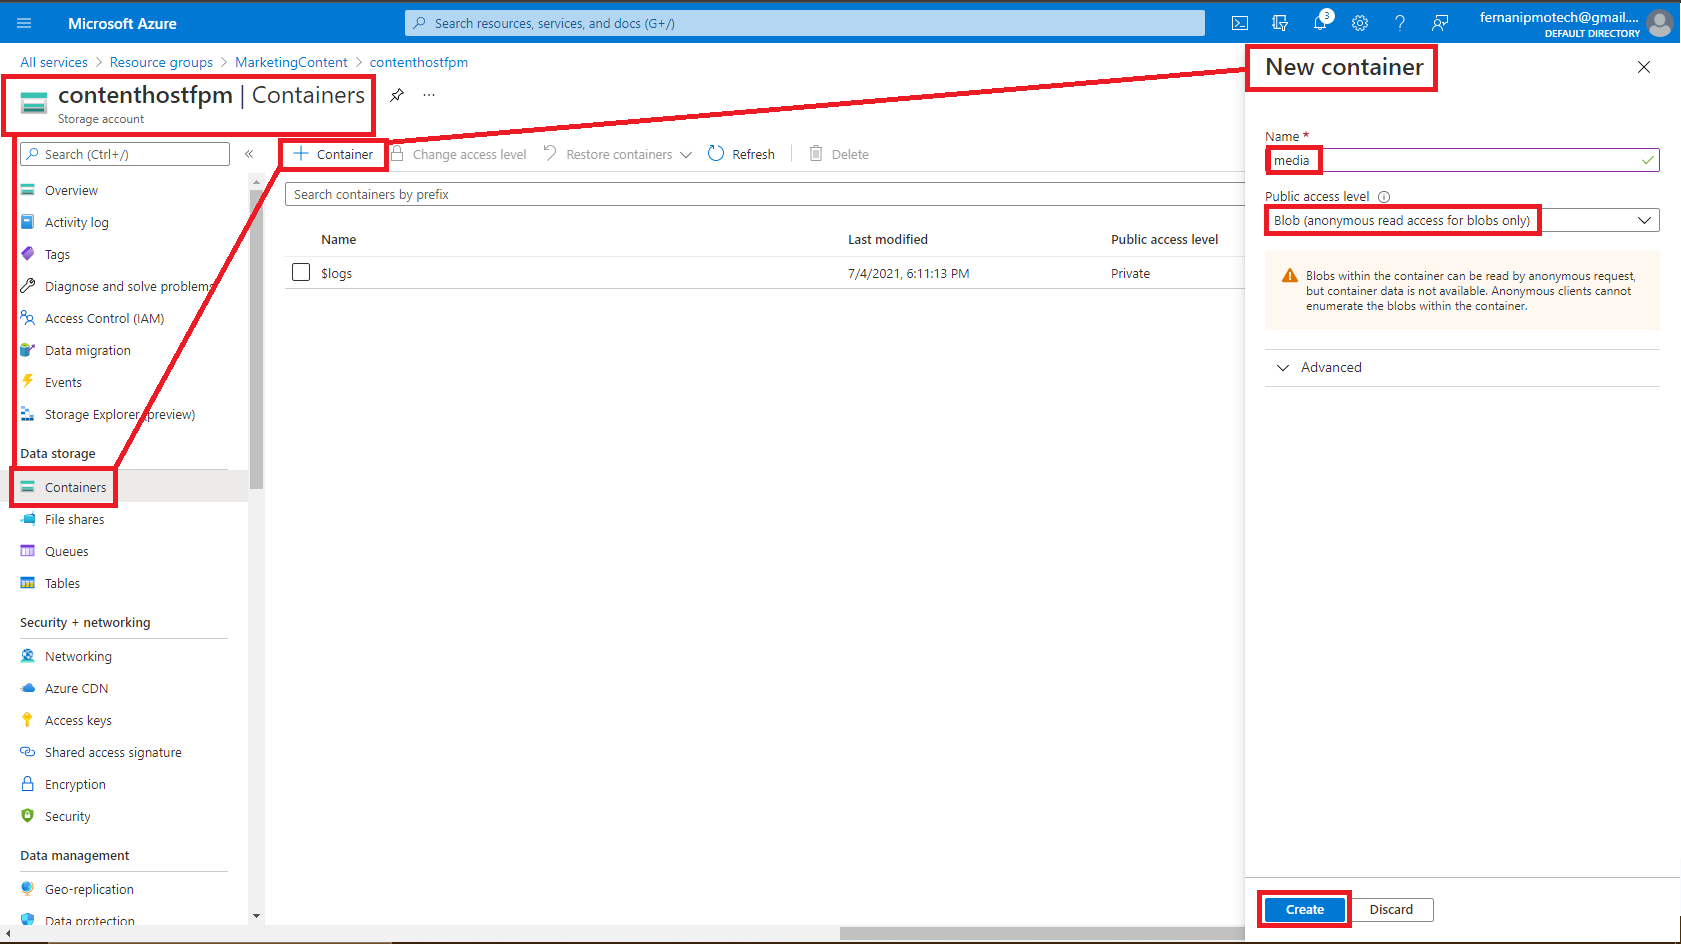 Microsoft Azure
Search resources, services, and docs (G+/)
3
fernanipmotech@gmail....
DEFAULT DIRECTORY
All services > Resource groups > MarketingContent > contenthostfpm
contenthostfpm | Containers
Storage account
...
Search (Ctrl+/)
«
Overview
Activity log
Tags
Diagnose and solve problems
Access Control (IAM)
Data migration
Events
Storage Explorer (preview)
Data storage
Containers
File shares
Queues
Tables
Security + networking
Networking
Azure CDN
Access keys
Shared access signature
Encryption
Security
Data management
Geo-replication
Data protection
+ Container
Change access level
Restore containers
Refresh
Delete
Search containers by prefix
Name Last modified Public access level
$logs 7/4/2021, 6:11:13 PM Private
New container
Name *
media
Public access level
Blob (anonymous read access for blobs only)
Blobs within the container can be read by anonymous request,
but container data is not available. Anonymous clients cannot
enumerate the blobs within the container.
Advanced
Create
Discard